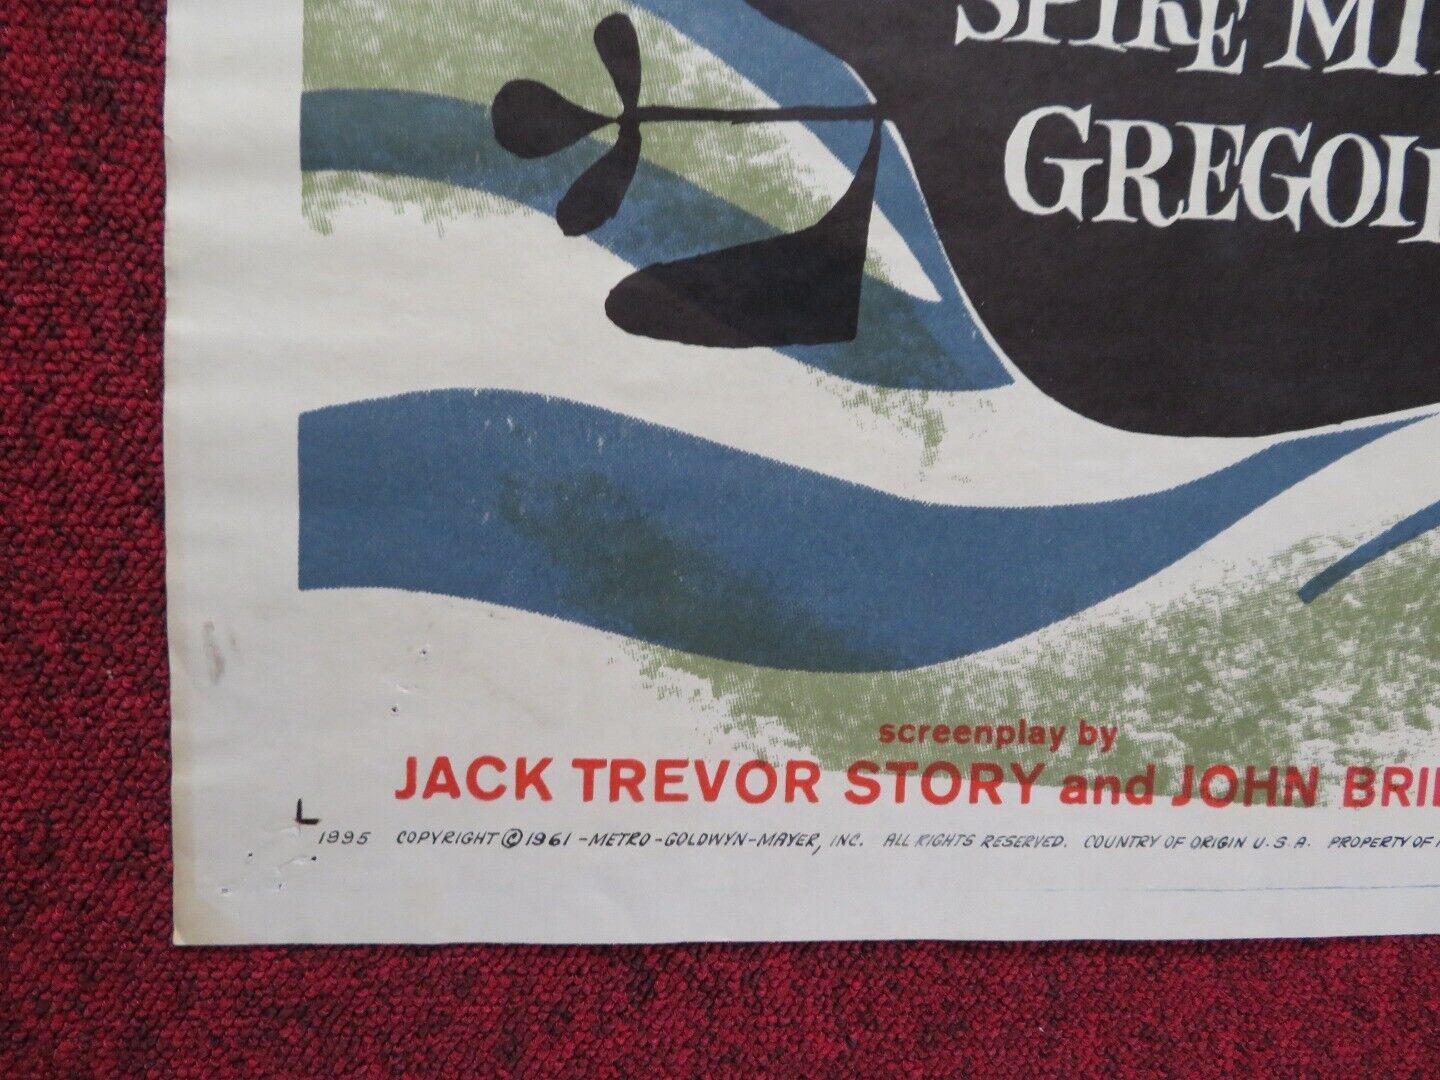 SPIKE MI
GREGOI
screenplay by
JACK TREVOR STORY and JOHN BRI
L
1995 COPYRIGHT © 1961 - METRO - GOLDWYN - MAYER, INC. ALL RIGHTS RESERVED. COUNTRY OF ORIGIN U.S.A. PROPERTY OF